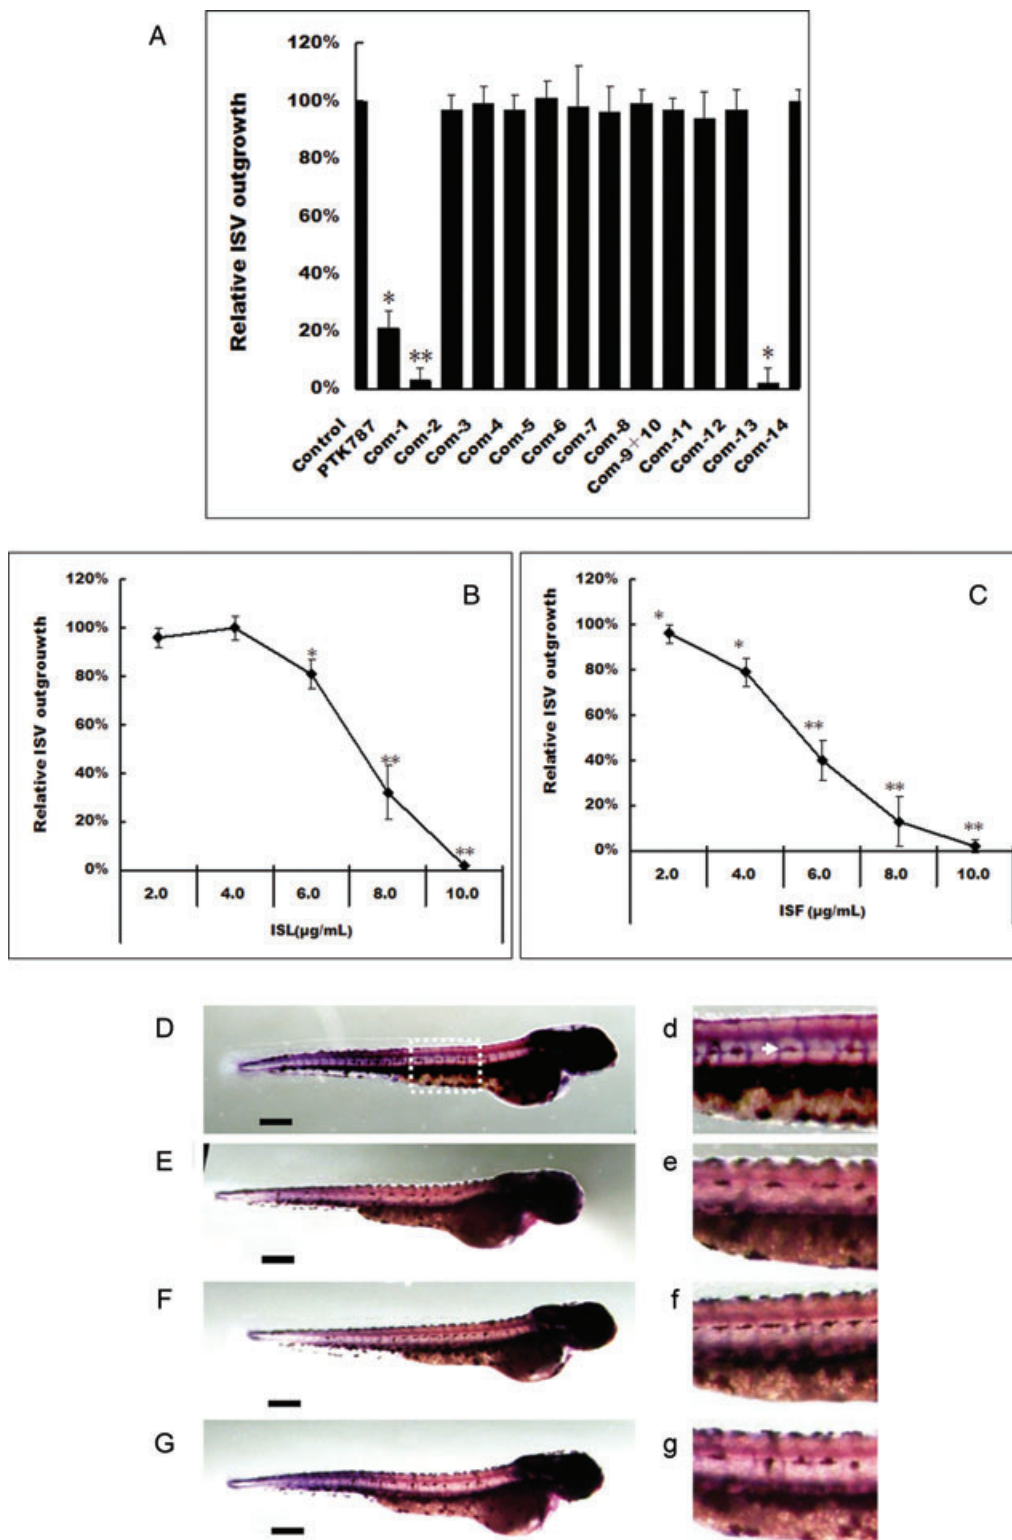 A
Relative ISV outgrowth
120%
100%
80%
60%
40%
20%
0%
*
**
*
Control
PTK787
Com-1
Com-2
Com-3
Com-4
Com-5
Com-6
Com-7
Com-8
Com-9+10
Com-11
Com-12
Com-13
Com-14
B
Relative ISV outgrouwth
120%
100%
80%
60%
40%
20%
0%
*
**
**
2.0 4.0 6.0 8.0 10.0
ISL(µg/mL)
C
Relative ISV outgrowth
120%
100%
80%
60%
40%
20%
0%
*
*
**
**
**
2.0 4.0 6.0 8.0 10.0
ISF (µg/mL)
D d
E e
F f
G g